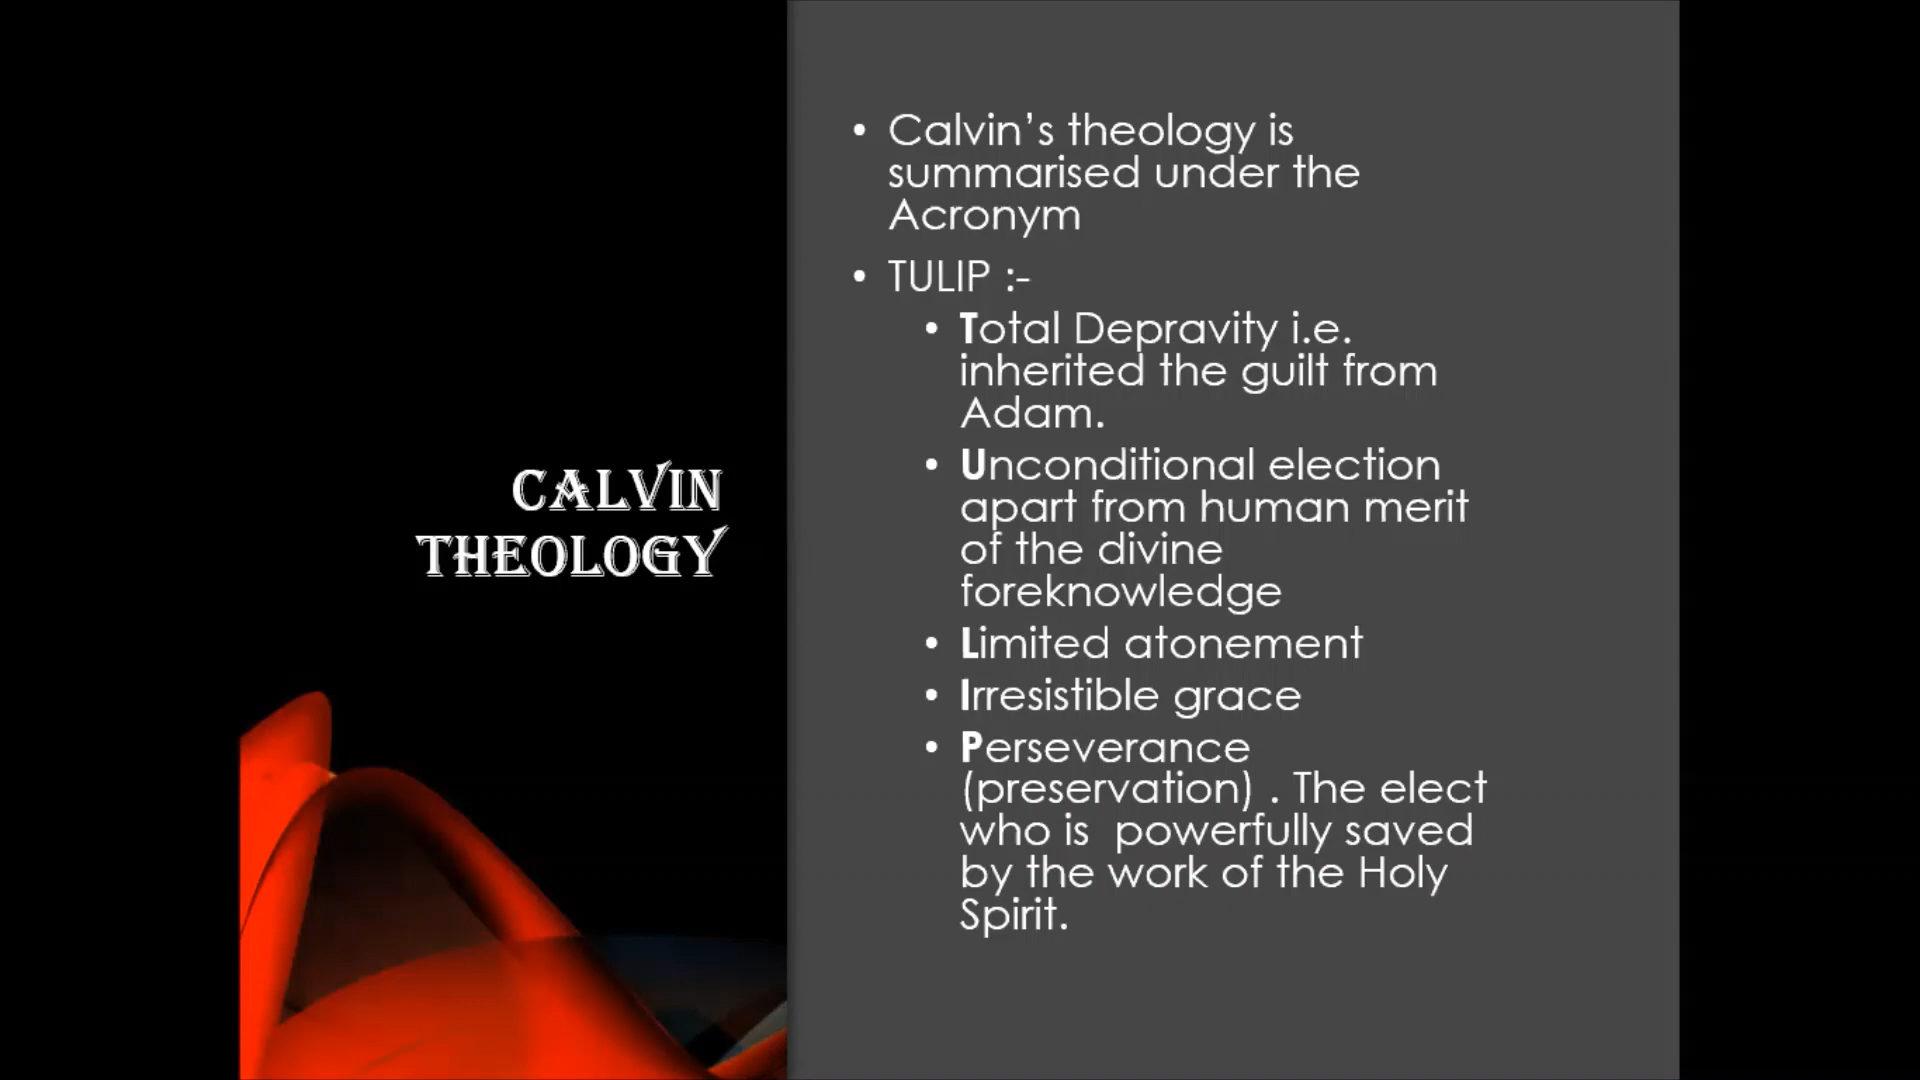 CALVIN
THEOLOGY
• Calvin’s theology is
summarised under the
Acronym
• TULIP :-
• Total Depravity i.e.
inherited the guilt from
Adam.
• Unconditional election
apart from human merit
of the divine
foreknowledge
• Limited atonement
• Irresistible grace
• Perseverance
(preservation) . The elect
who is  powerfully saved
by the work of the Holy
Spirit.